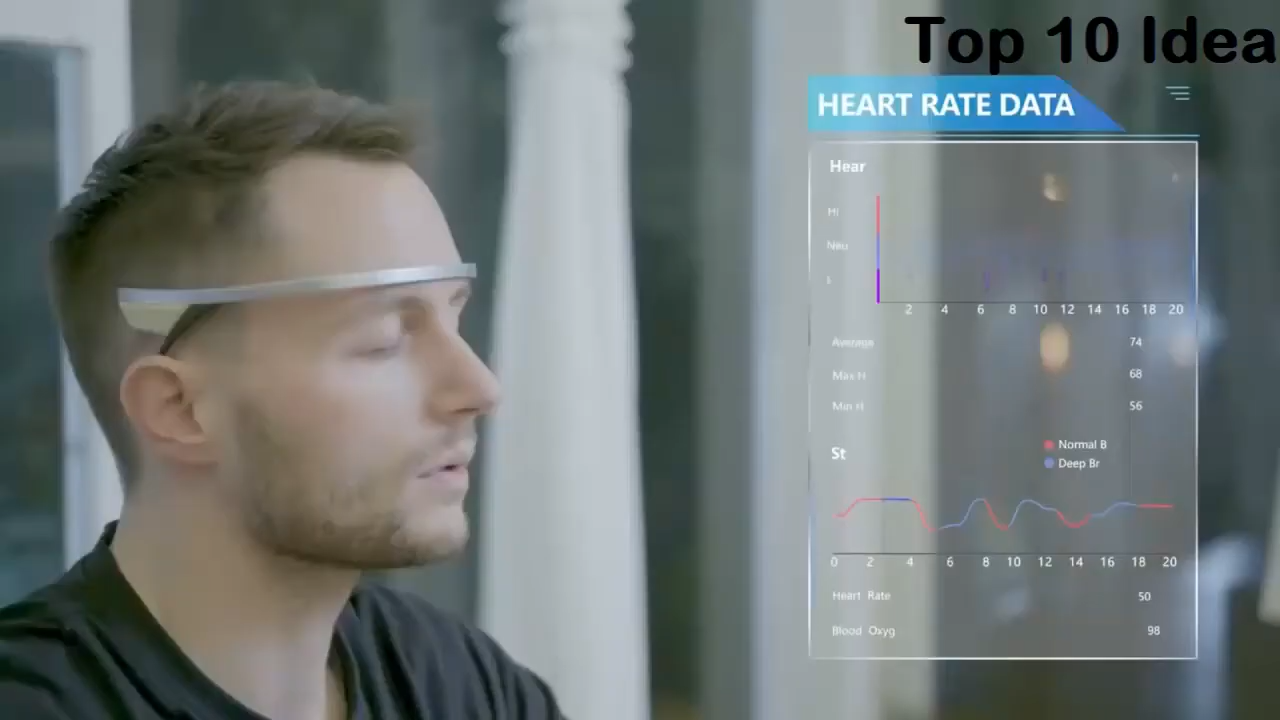 Top 10 Idea
HEART RATE DATA
Hear
Hi
Neu
L
2 4 6 8 10 12 14 16 18 20
Average 74
Max H 68
Min H 56
Normal B
St
Deep Br
0 2 4 6 8 10 12 14 16 18 20
Heart Rate 50
Blood Oxyg 98